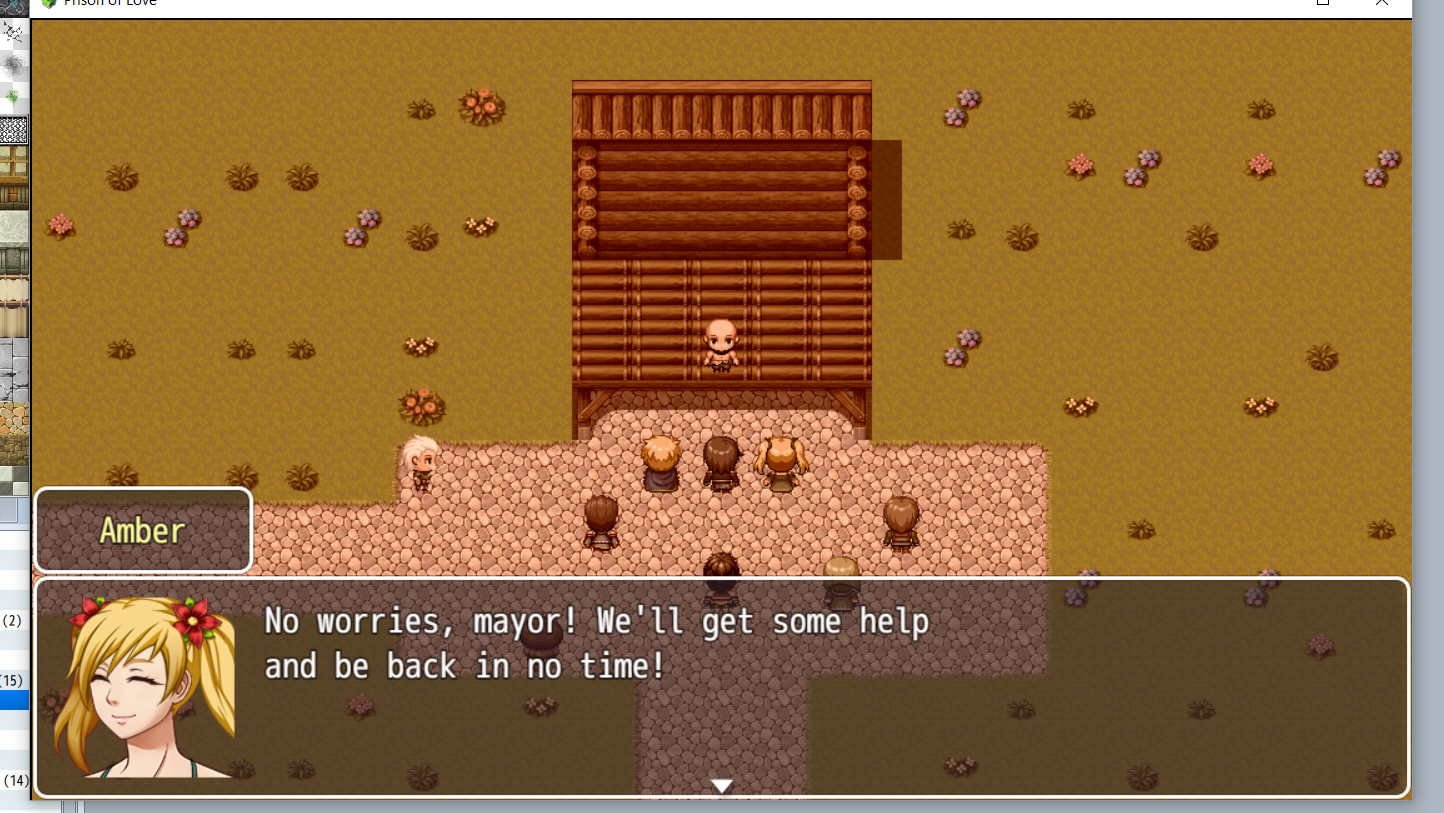 Prison of Love
Amber
No worries, mayor! We'll get some help
and be back in no time!
(2)
(15)
(14)